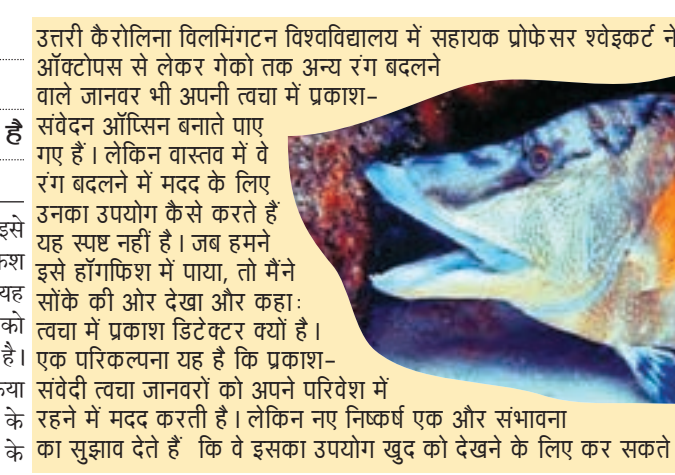 उत्तरी कैरोलिना विलमिंगटन विश्वविद्यालय में सहायक प्रोफेसर श्वेइकर्ट ने
ऑक्टोपस से लेकर गेको तक अन्य रंग बदलने
वाले जानवर भी अपनी त्वचा में प्रकाश-
संवेदन ऑप्सिन बनाते पाए
गए हैं। लेकिन वास्तव में वे
रंग बदलने में मदद के लिए
उनका उपयोग कैसे करते हैं
यह स्पष्ट नहीं है। जब हमने
इसे हॉगफिश में पाया, तो मैंने
सोंके की ओर देखा और कहाः
त्वचा में प्रकाश डिटेक्टर क्यों है।
एक परिकल्पना यह है कि प्रकाश-
संवेदी त्वचा जानवरों को अपने परिवेश में
रहने में मदद करती है। लेकिन नए निष्कर्ष एक और संभावना
का सुझाव देते हैं कि वे इसका उपयोग खुद को देखने के लिए कर सकते
है
इसे
यह
को
है।
के
के